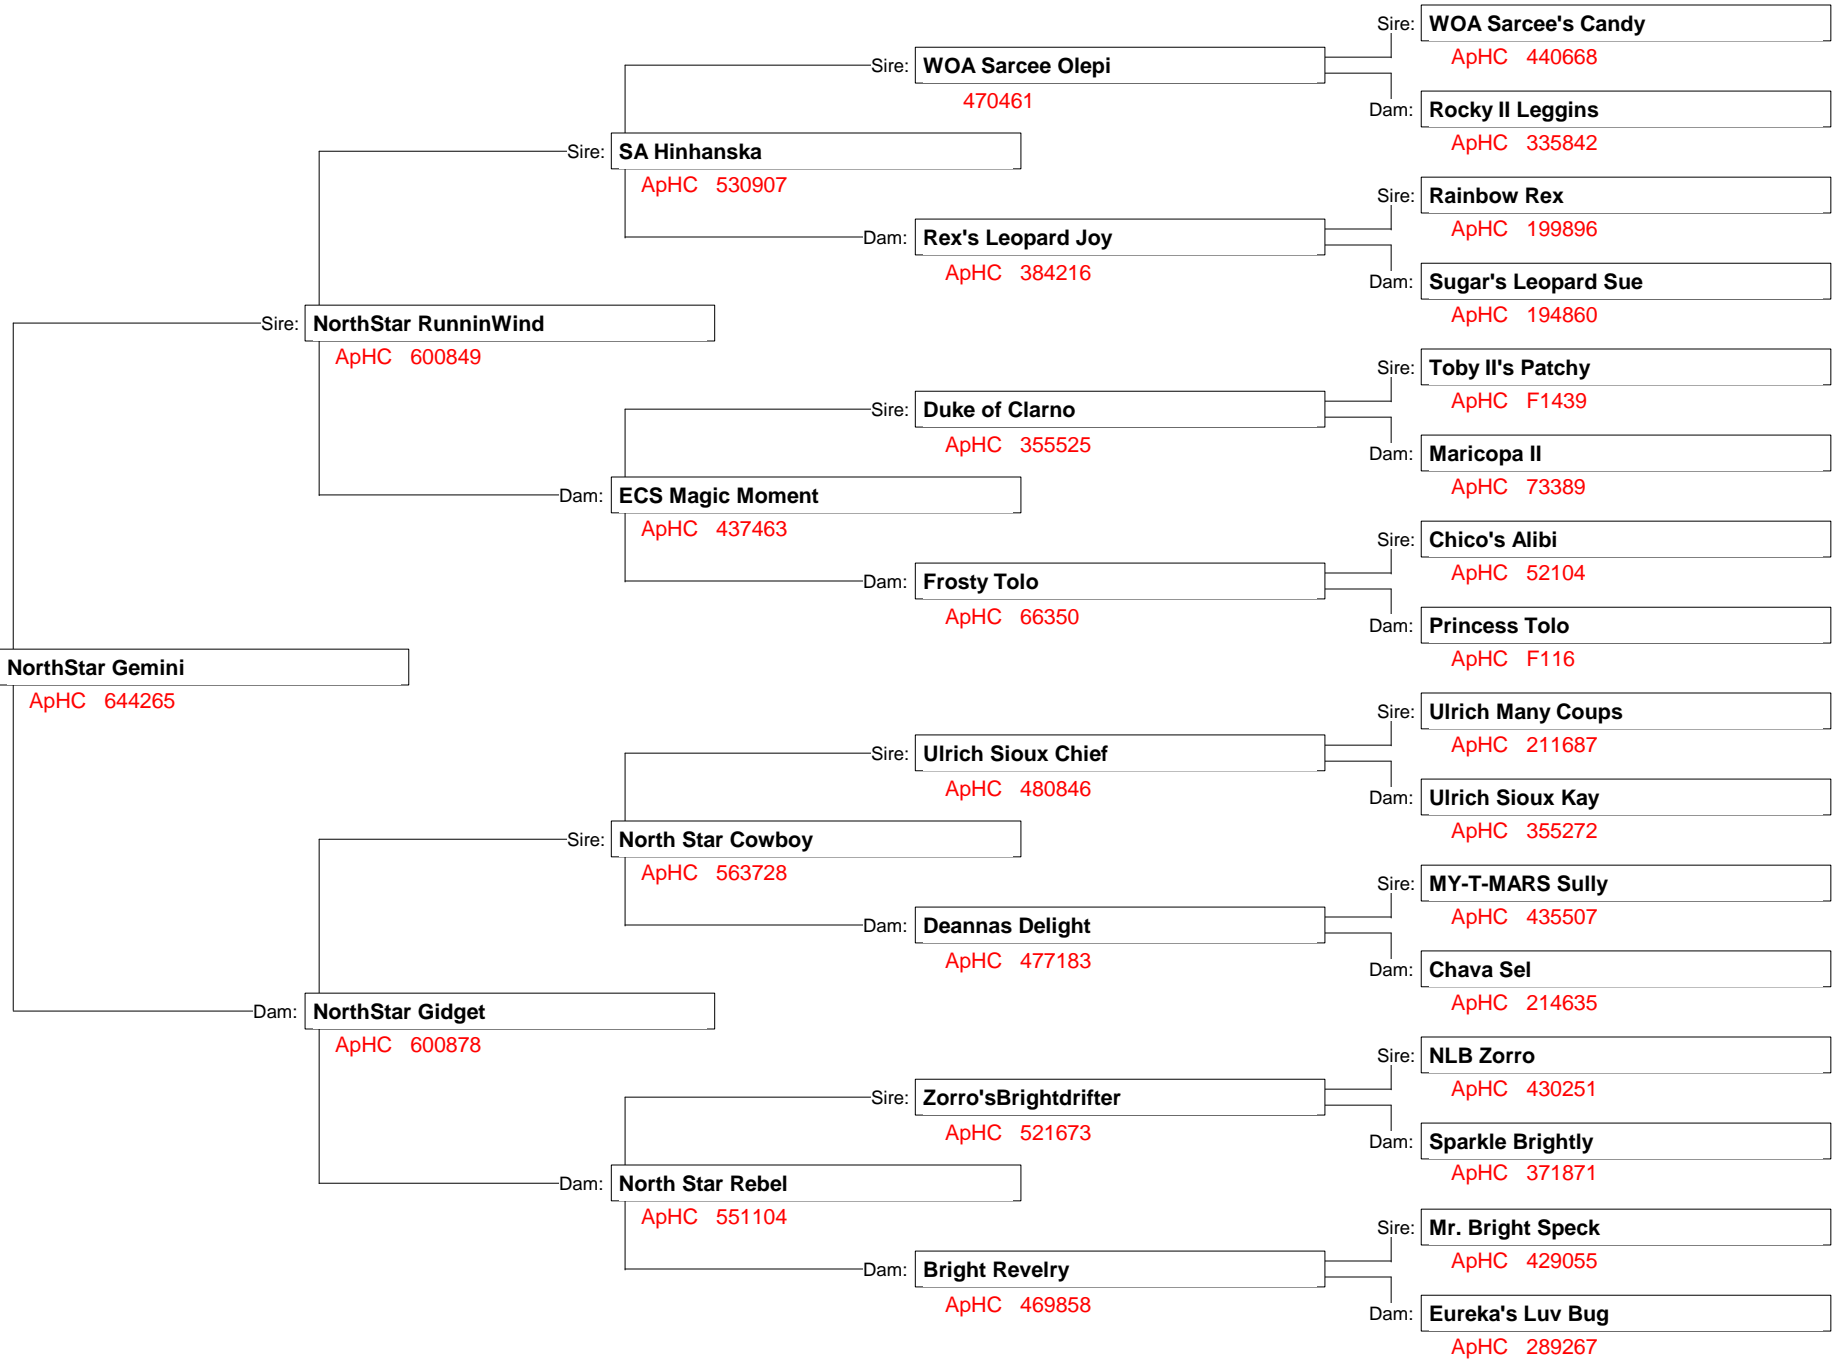 Sire: WOA Sarcee's Candy
ApHC 440668
Sire: WOA Sarcee Olepi
470461
Dam: Rocky II Leggins
ApHC 335842
Sire: SA Hinhanska
ApHC 530907
Sire: Rainbow Rex
ApHC 199896
Dam: Rex's Leopard Joy
ApHC 384216
Dam: Sugar's Leopard Sue
ApHC 194860
Sire: NorthStar RunninWind
ApHC 600849
Sire: Toby II's Patchy
ApHC F1439
Sire: Duke of Clarno
ApHC 355525
Dam: Maricopa II
ApHC 73389
Dam: ECS Magic Moment
ApHC 437463
Sire: Chico's Alibi
ApHC 52104
Dam: Frosty Tolo
ApHC 66350
Dam: Princess Tolo
ApHC F116
NorthStar Gemini
ApHC 644265
Sire: Ulrich Many Coups
ApHC 211687
Sire: Ulrich Sioux Chief
ApHC 480846
Dam: Ulrich Sioux Kay
ApHC 355272
Sire: North Star Cowboy
ApHC 563728
Sire: MY-T-MARS Sully
ApHC 435507
Dam: Deannas Delight
ApHC 477183
Dam: Chava Sel
ApHC 214635
Dam: NorthStar Gidget
ApHC 600878
Sire: NLB Zorro
ApHC 430251
Sire: Zorro'sBrightdrifter
ApHC 521673
Dam: Sparkle Brightly
ApHC 371871
Dam: North Star Rebel
ApHC 551104
Sire: Mr. Bright Speck
ApHC 429055
Dam: Bright Revelry
ApHC 469858
Dam: Eureka's Luv Bug
ApHC 289267